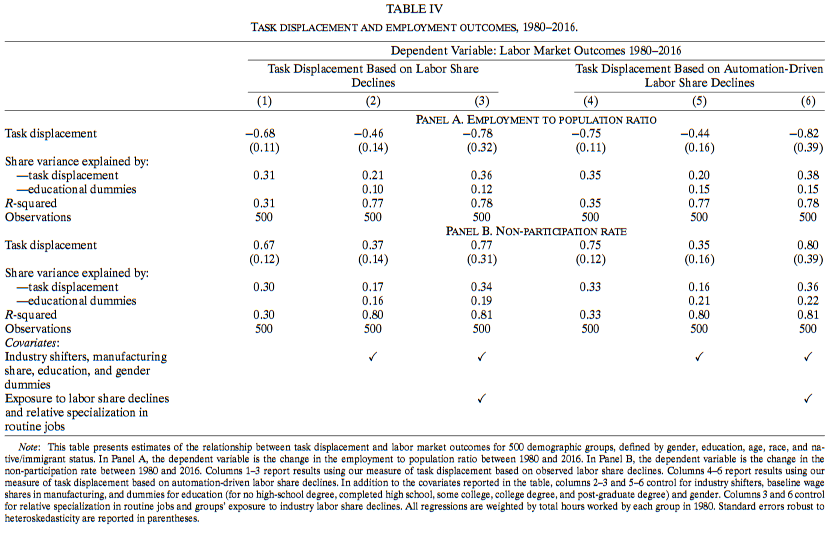 TABLE IV
TASK DISPLACEMENT AND EMPLOYMENT OUTCOMES, 1980–2016.
Dependent Variable: Labor Market Outcomes 1980–2016
Task Displacement Based on Labor Share Declines Task Displacement Based on Automation-Driven Labor Share Declines
(1) (2) (3) (4) (5) (6)
PANEL A. EMPLOYMENT TO POPULATION RATIO
Task displacement −0.68 −0.46 −0.78 −0.75 −0.44 −0.82
(0.11) (0.14) (0.32) (0.11) (0.16) (0.39)
Share variance explained by:
—task displacement 0.31 0.21 0.36 0.35 0.20 0.38
—educational dummies 0.10 0.12 0.15 0.15
R-squared 0.31 0.77 0.78 0.35 0.77 0.78
Observations 500 500 500 500 500 500
PANEL B. NON-PARTICIPATION RATE
Task displacement 0.67 0.37 0.77 0.75 0.35 0.80
(0.12) (0.14) (0.31) (0.12) (0.16) (0.39)
Share variance explained by:
—task displacement 0.30 0.17 0.34 0.33 0.16 0.36
—educational dummies 0.16 0.19 0.21 0.22
R-squared 0.30 0.80 0.81 0.33 0.80 0.81
Observations 500 500 500 500 500 500
Covariates:
Industry shifters, manufacturing ✓ ✓ ✓ ✓
share, education, and gender
dummies
Exposure to labor share declines ✓ ✓
and relative specialization in
routine jobs
Note: This table presents estimates of the relationship between task displacement and labor market outcomes for 500 demographic groups, defined by gender, education, age, race, and na-
tive/immigrant status. In Panel A, the dependent variable is the change in the employment to population ratio between 1980 and 2016. In Panel B, the dependent variable is the change in the
non-participation rate between 1980 and 2016. Columns 1–3 report results using our measure of task displacement based on observed labor share declines. Columns 4–6 report results using our
measure of task displacement based on automation-driven labor share declines. In addition to the covariates reported in the table, columns 2–3 and 5–6 control for industry shifters, baseline wage
shares in manufacturing, and dummies for education (for no high-school degree, completed high school, some college, college degree, and post-graduate degree) and gender. Columns 3 and 6 control
for relative specialization in routine jobs and groups' exposure to industry labor share declines. All regressions are weighted by total hours worked by each group in 1980. Standard errors robust to
heteroskedasticity are reported in parentheses.